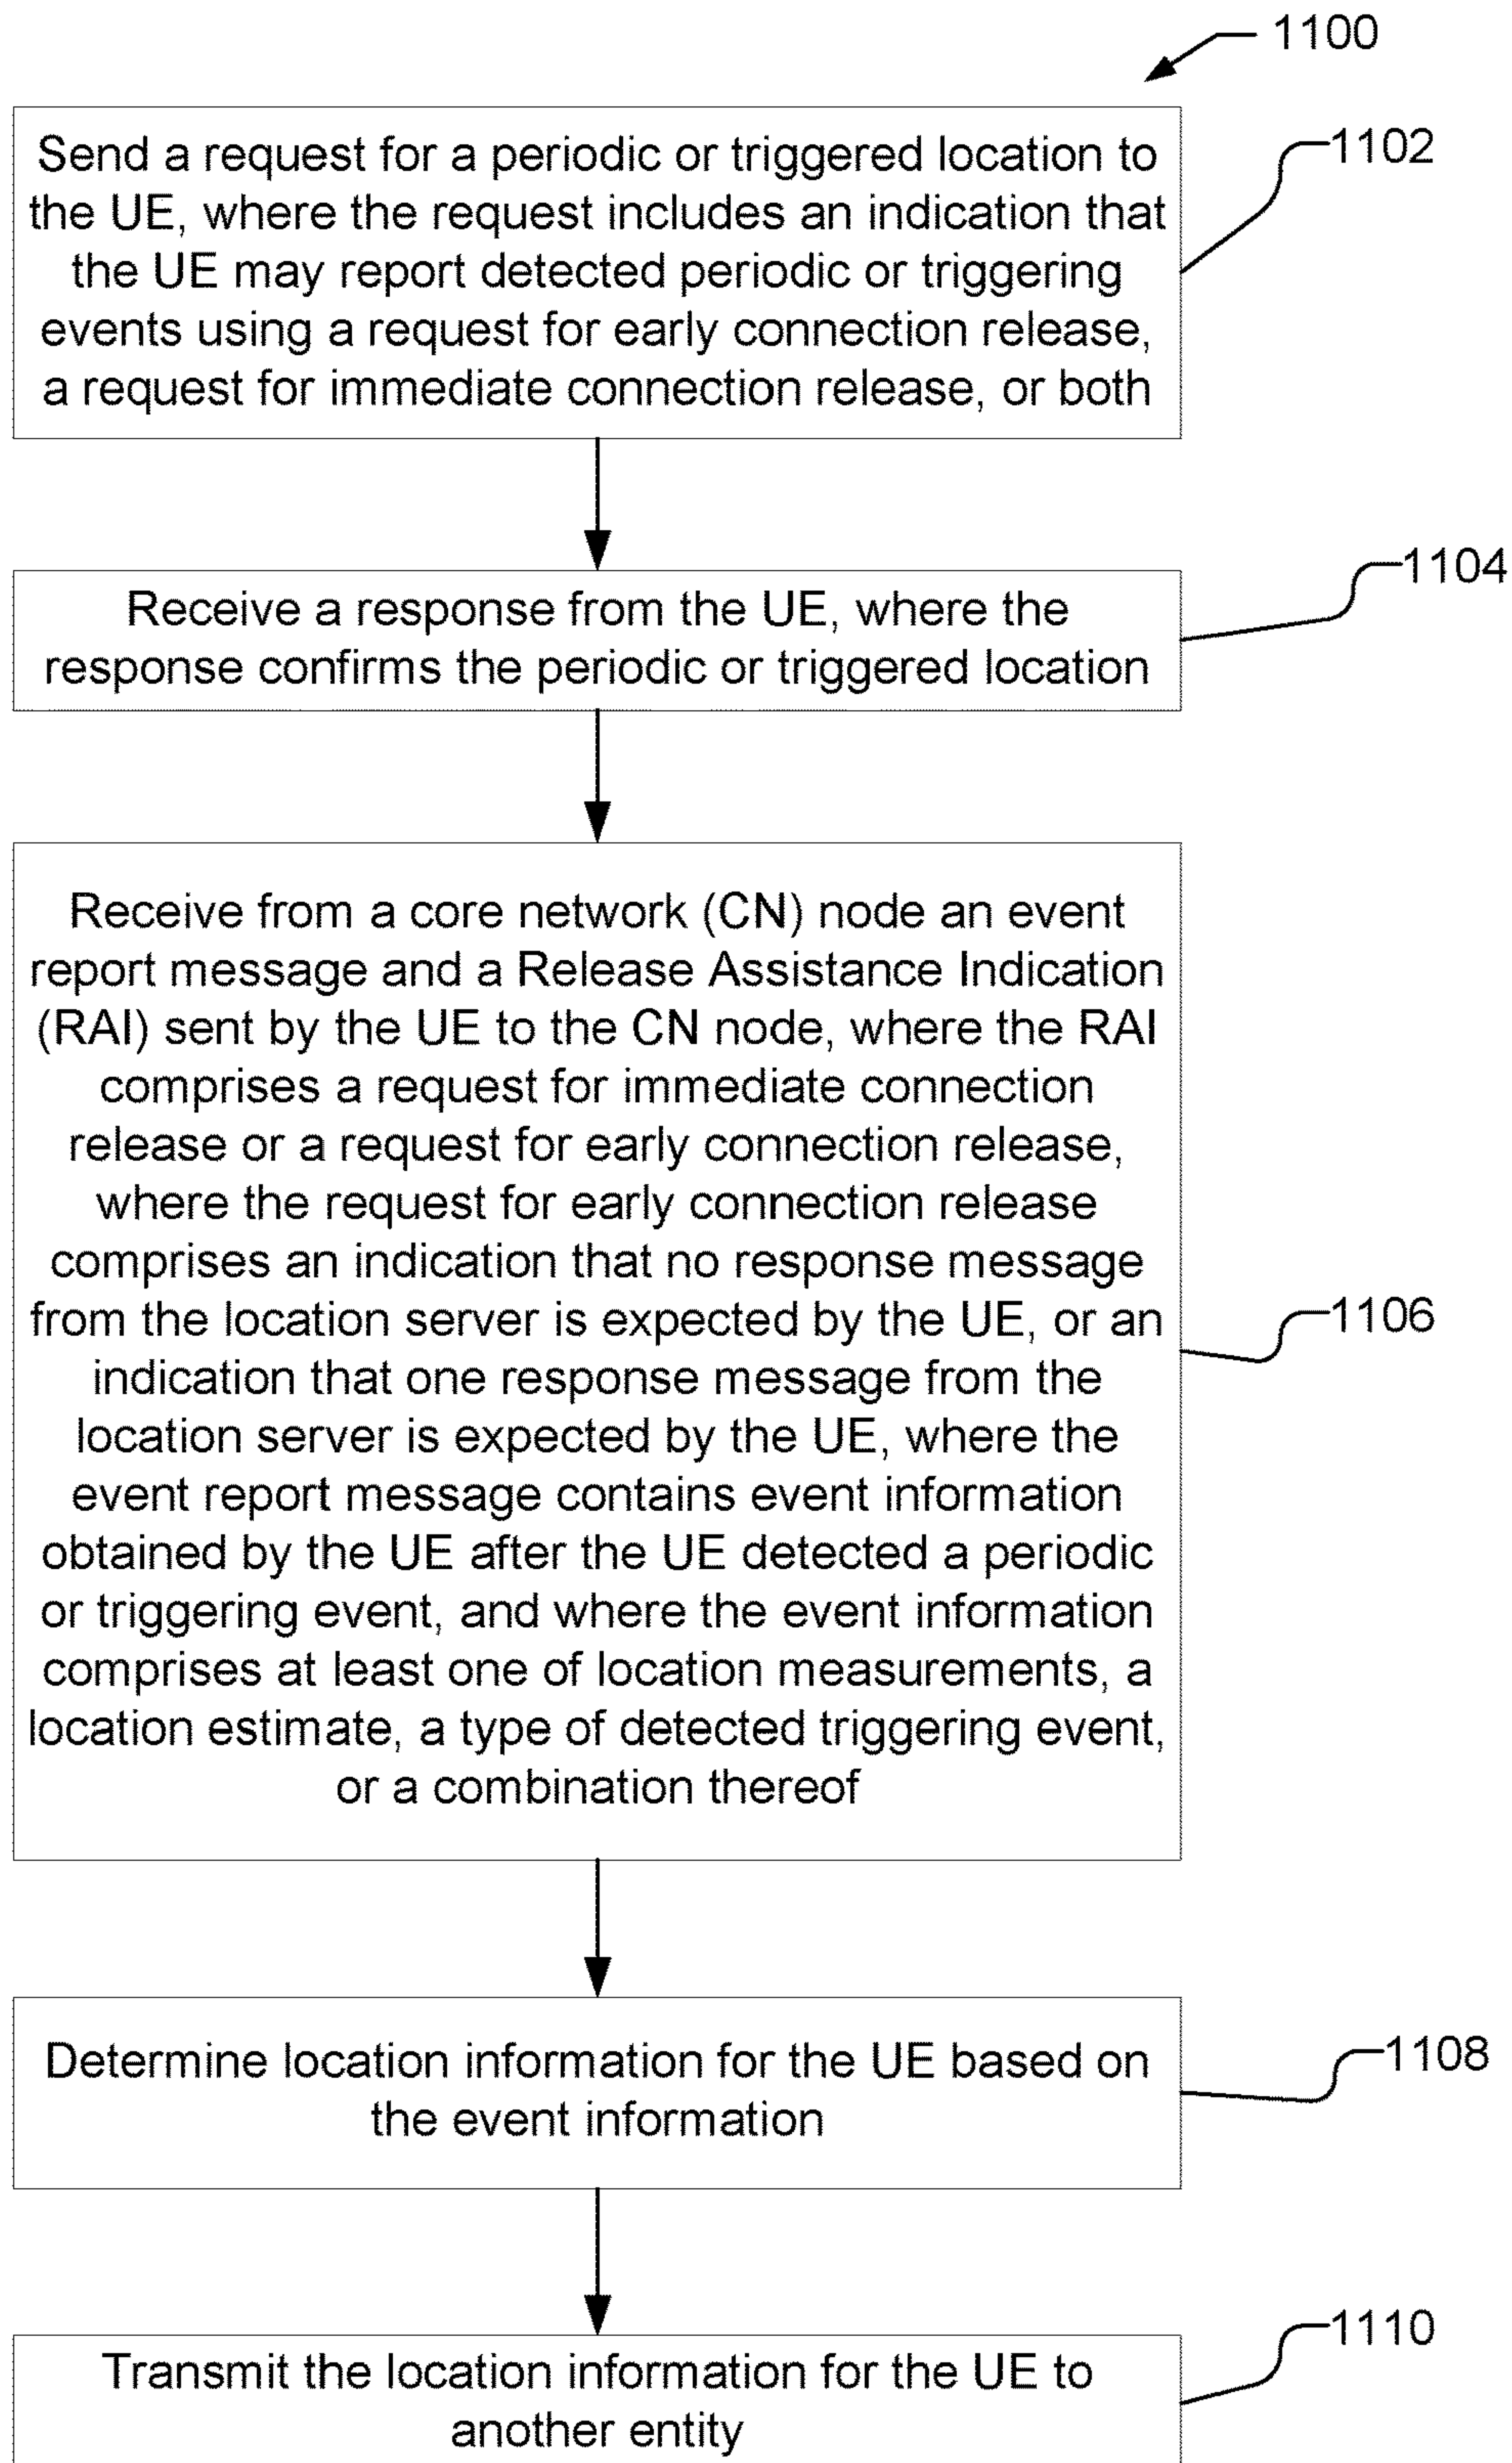 1100
Send a request for a periodic or triggered location to
the UE, where the request includes an indication that
the UE may report detected periodic or triggering
events using a request for early connection release,
a request for immediate connection release, or both
1102
Receive a response from the UE, where the
response confirms the periodic or triggered location
1104
Receive from a core network (CN) node an event
report message and a Release Assistance Indication
(RAI) sent by the UE to the CN node, where the RAI
comprises a request for immediate connection
release or a request for early connection release,
where the request for early connection release
comprises an indication that no response message
from the location server is expected by the UE, or an
indication that one response message from the
location server is expected by the UE, where the
event report message contains event information
obtained by the UE after the UE detected a periodic
or triggering event, and where the event information
comprises at least one of location measurements, a
location estimate, a type of detected triggering event,
or a combination thereof
1106
Determine location information for the UE based on
the event information
1108
Transmit the location information for the UE to
another entity
1110